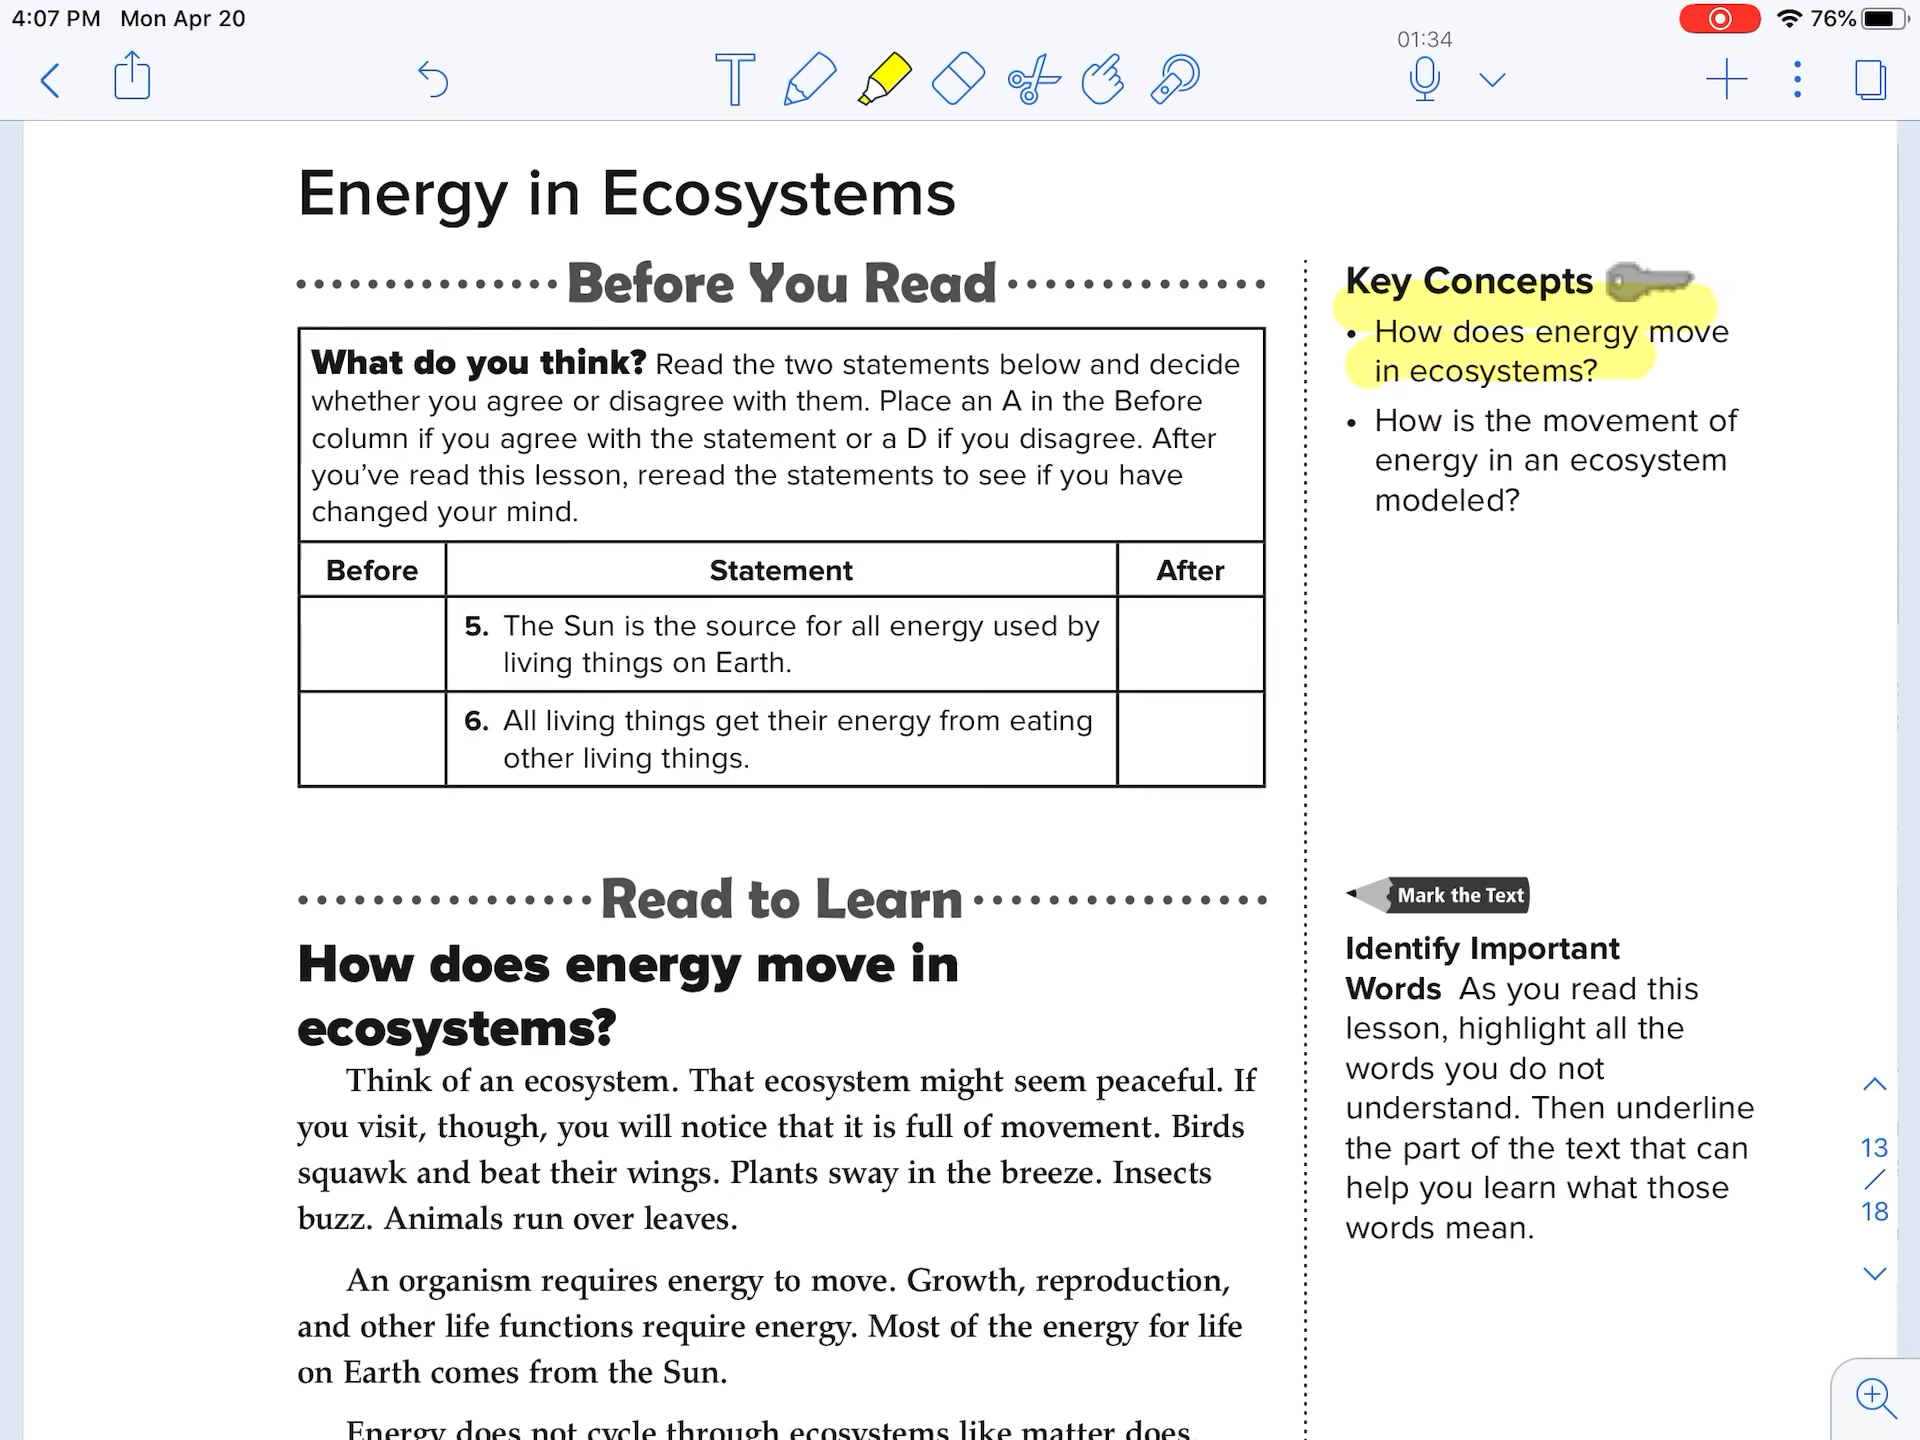 4:07 PM Mon Apr 20
76%
01:34
Energy in Ecosystems
Before You Read
What do you think? Read the two statements below and decide
whether you agree or disagree with them. Place an A in the Before
column if you agree with the statement or a D if you disagree. After
you’ve read this lesson, reread the statements to see if you have
changed your mind.
Before Statement After
5. The Sun is the source for all energy used by
living things on Earth.
6. All living things get their energy from eating
other living things.
Read to Learn
How does energy move in
ecosystems?
Think of an ecosystem. That ecosystem might seem peaceful. If
you visit, though, you will notice that it is full of movement. Birds
squawk and beat their wings. Plants sway in the breeze. Insects
buzz. Animals run over leaves.
An organism requires energy to move. Growth, reproduction,
and other life functions require energy. Most of the energy for life
on Earth comes from the Sun.
Energy does not cycle through ecosystems like matter does.
Key Concepts
• How does energy move
in ecosystems?
• How is the movement of
energy in an ecosystem
modeled?
Mark the Text
Identify Important
Words As you read this
lesson, highlight all the
words you do not
understand. Then underline
the part of the text that can
help you learn what those
words mean.
13
/
18